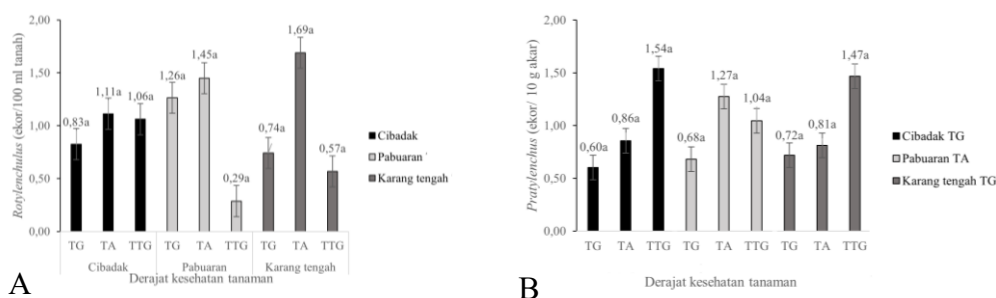 2,00
1,50
1,00
0,50
0,00
Rotylenchulus (ekor/100 ml tanah)
0,83a
1,11a
1,06a
1,26a
1,45a
0,29a
0,74a
1,69a
0,57a
TG TA TTG TG TA TTG TG TA TTG
Cibadak Pabuaran Karang tengah
Derajat kesehatan tanaman
Cibadak
Pabuaran
Karang tengah
A
2,00
1,50
1,00
0,50
0,00
Pratylenchus (ekor/ 10 g akar)
0,60a
0,86a
1,54a
0,68a
1,27a
1,04a
0,72a
0,81a
1,47a
TG TA TTG TG TA TTG TG TA TTG
Derajat kesehatan tanaman
Cibadak TG
Pabuaran TA
Karang tengah TG
B